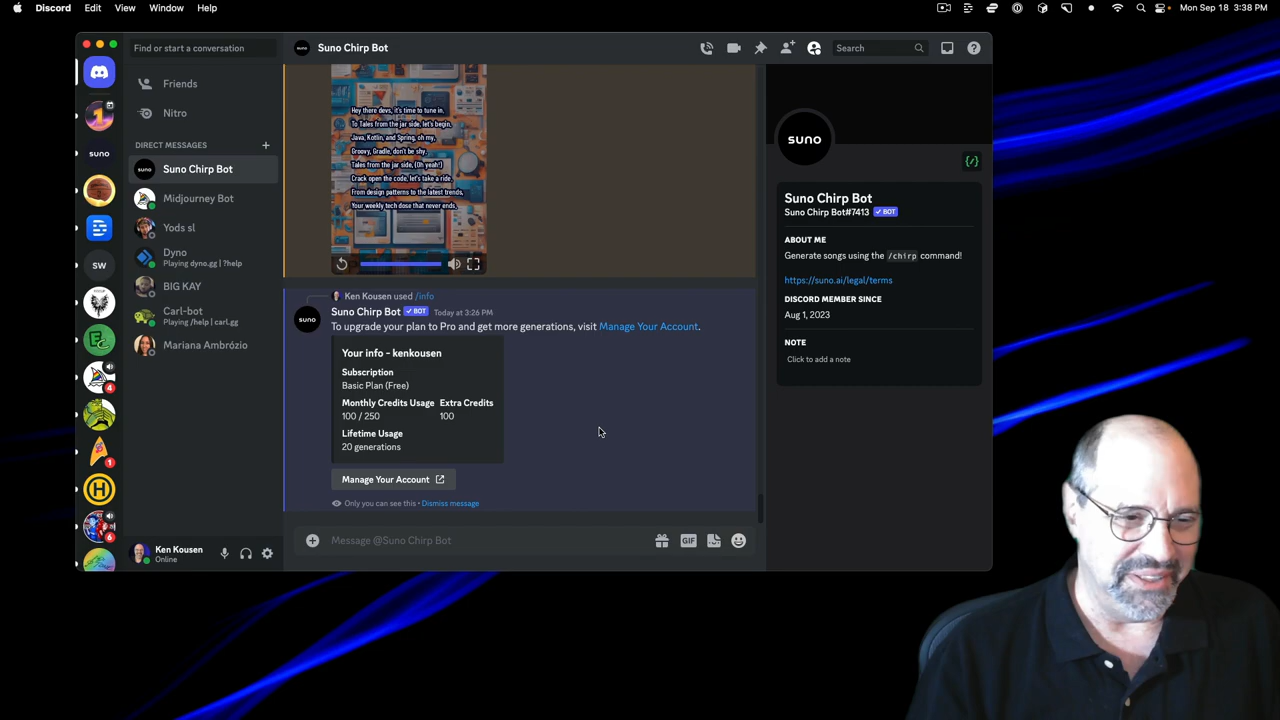 Discord Edit View Window Help
Mon Sep 18 3:38 PM
Find or start a conversation
Friends
Nitro
DIRECT MESSAGES
Suno Chirp Bot
Midjourney Bot
Yods sl
Dyno
Playing dyno.gg | ?help
BIG KAY
Carl-bot
Playing /help | carl.gg
Mariana Ambrózio
Ken Kousen
Online
suno
SW
4
1
6
suno
Suno Chirp Bot
Search
Hey there devs, it's time to tune in,
To Tales from the jar side, let's begin,
Java, Kotlin, and Spring, oh my,
Groovy, Gradle, don't be shy,
Tales from the jar side, (Oh yeah!)
Crack open the code, let's take a ride,
From design patterns to the latest trends,
Your weekly tech dose that never ends,
Ken Kousen used /info
suno
Suno Chirp Bot ✓ BOT Today at 3:26 PM
To upgrade your plan to Pro and get more generations, visit Manage Your Account.
Your info - kenkousen
Subscription
Basic Plan (Free)
Monthly Credits Usage Extra Credits
100 / 250 100
Lifetime Usage
20 generations
Manage Your Account
Only you can see this • Dismiss message
Message @Suno Chirp Bot
GIF
suno
{/}
Suno Chirp Bot
Suno Chirp Bot#7413 ✓ BOT
ABOUT ME
Generate songs using the /chirp command!
https://suno.ai/legal/terms
DISCORD MEMBER SINCE
Aug 1, 2023
NOTE
Click to add a note